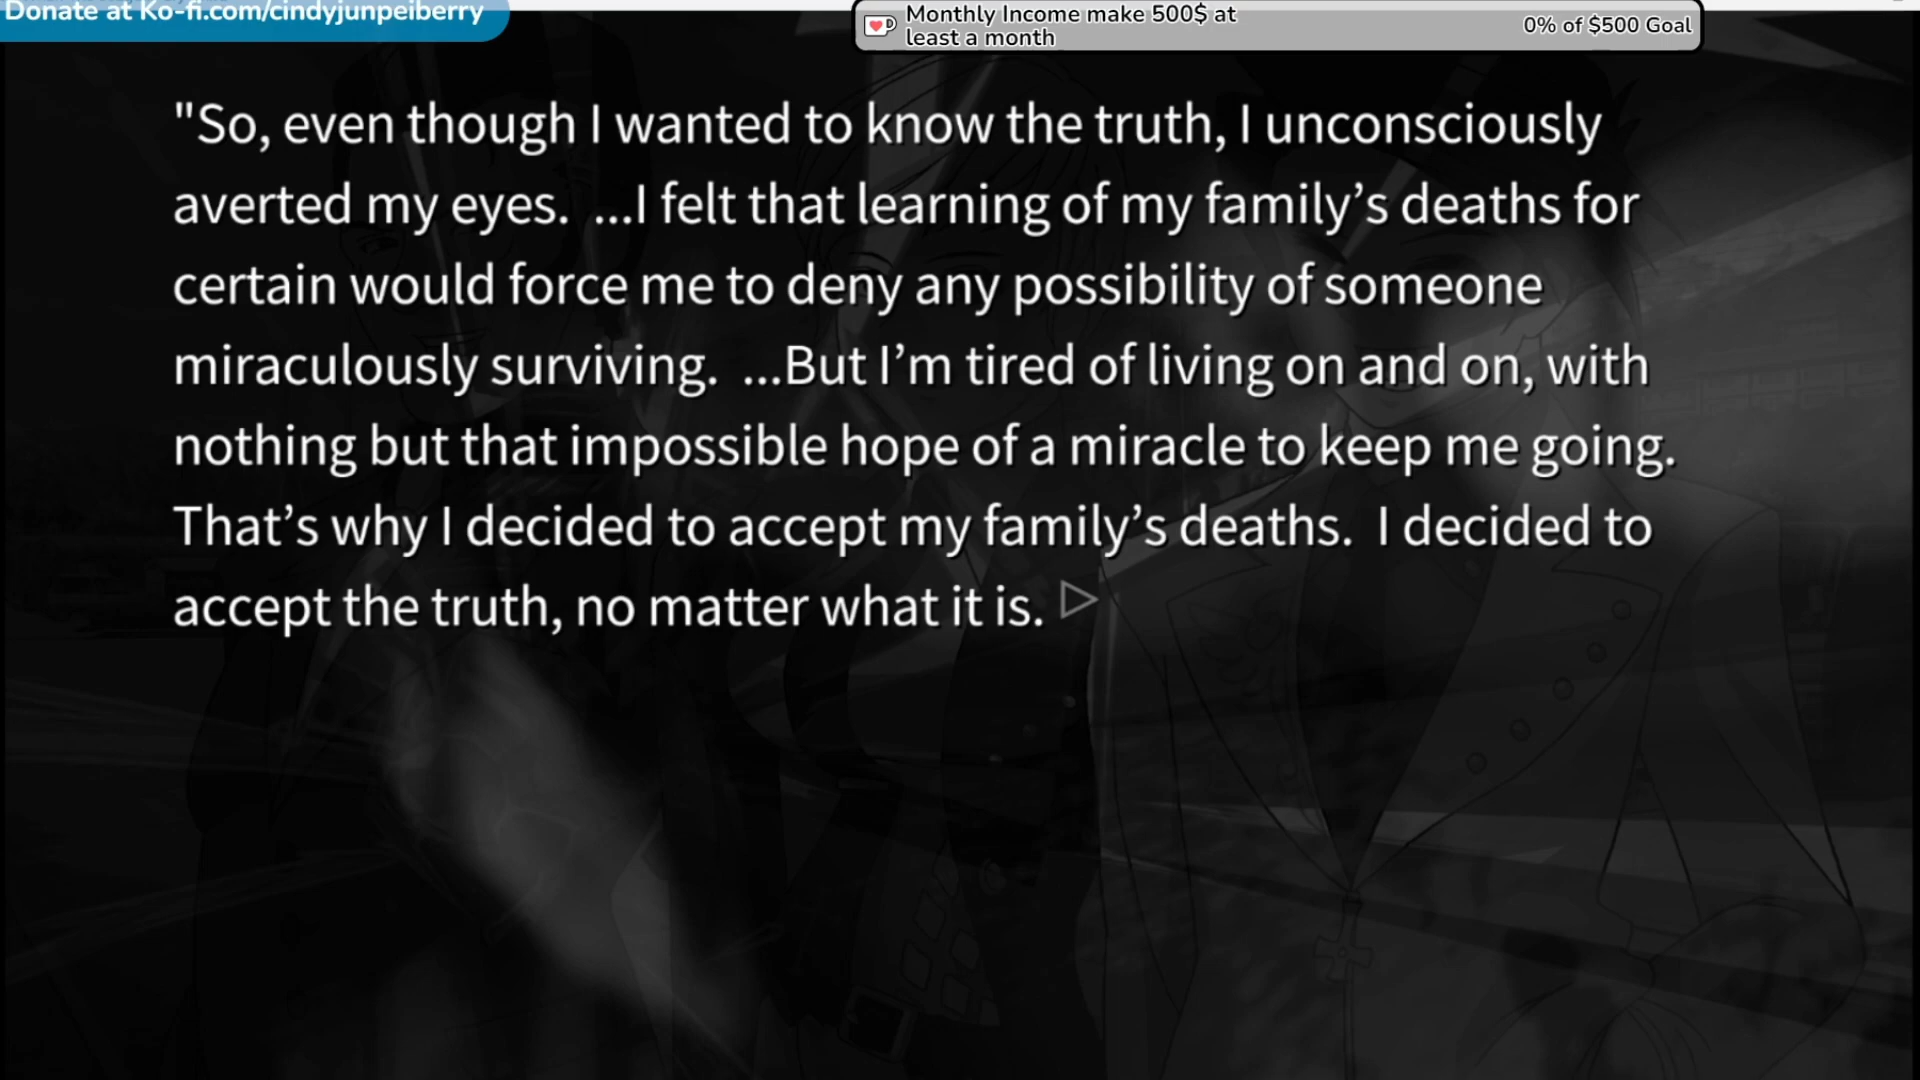 Donate at Ko-fi.com/cindyjunpeiberry
Monthly Income make 500$ at
least a month
0% of $500 Goal
"So, even though I wanted to know the truth, I unconsciously
averted my eyes.  ...I felt that learning of my family’s deaths for
certain would force me to deny any possibility of someone
miraculously surviving.  ...But I’m tired of living on and on, with
nothing but that impossible hope of a miracle to keep me going.
That’s why I decided to accept my family’s deaths.  I decided to
accept the truth, no matter what it is.